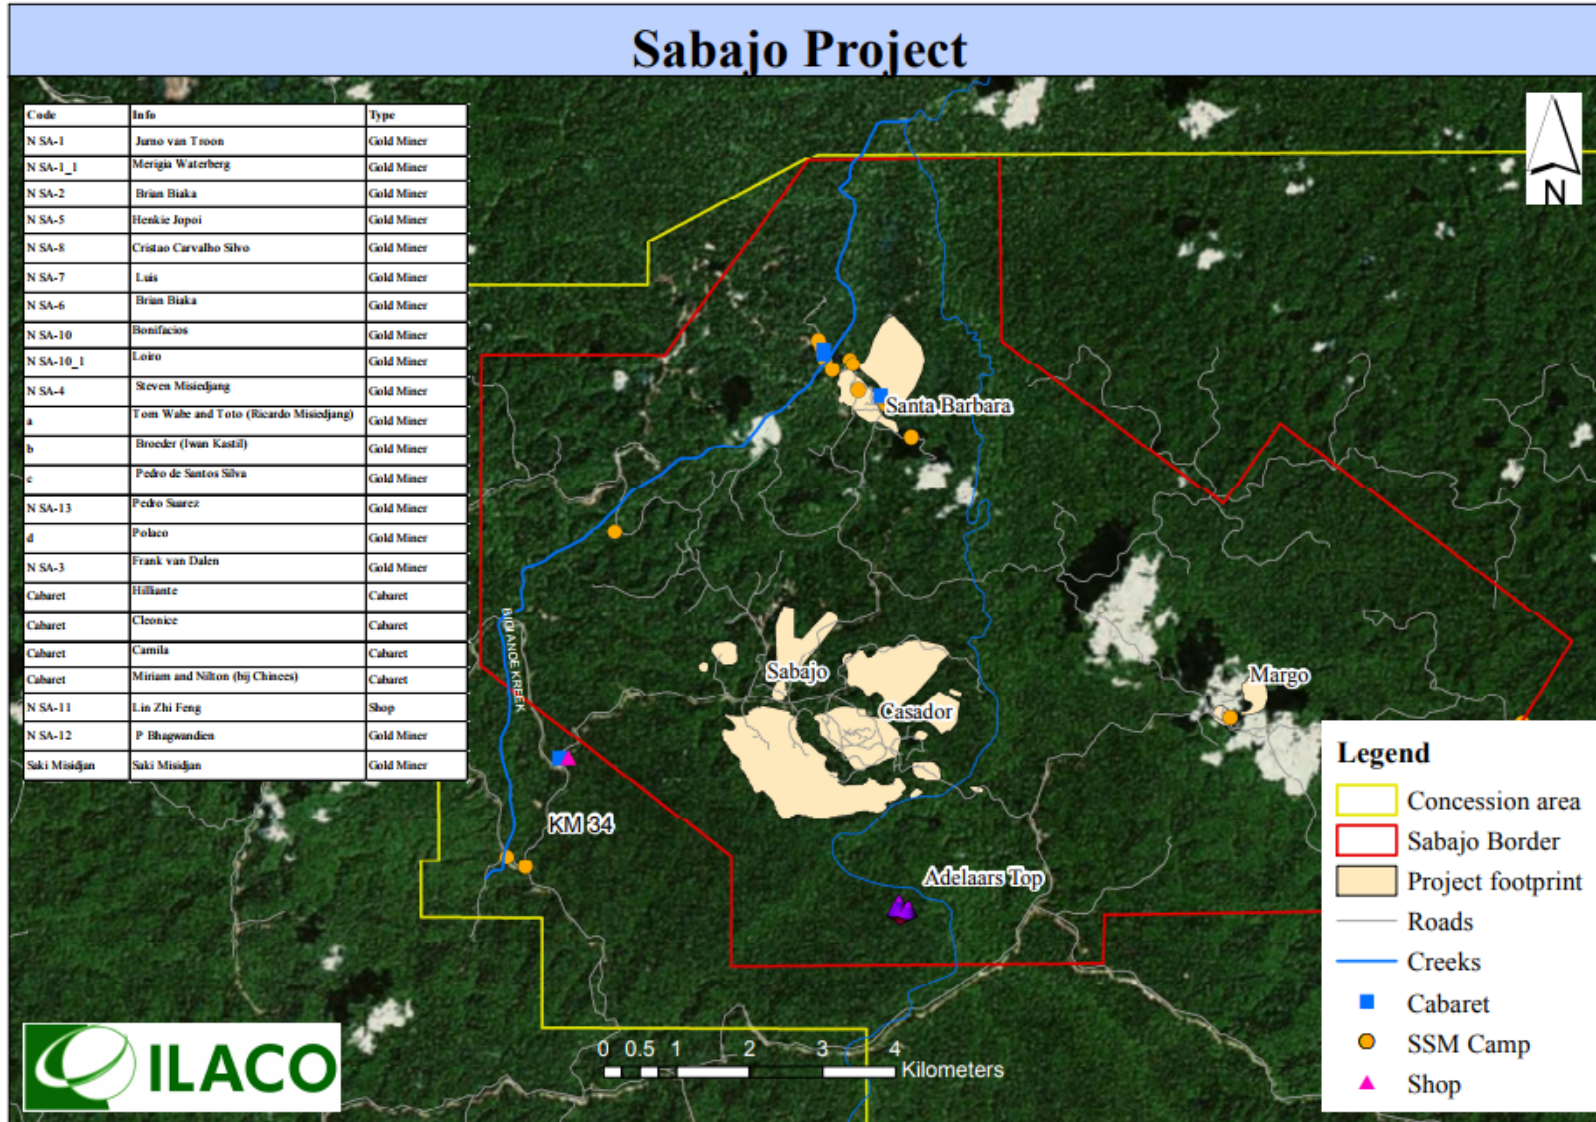 Sabajo Project
Code Info Type
N SA-1 Jurno van Troon Gold Miner
N SA-1_1 Merigia Waterberg Gold Miner
N SA-2 Brian Biaka Gold Miner
N SA-5 Henkie Jopoi Gold Miner
N SA-8 Cristao Carvalho Silvo Gold Miner
N SA-7 Luis Gold Miner
N SA-6 Brian Biaka Gold Miner
N SA-10 Bonifacios Gold Miner
N SA-10_1 Loiro Gold Miner
N SA-4 Steven Misiedjang Gold Miner
a Tom Wabe and Toto (Ricardo Misiedjang) Gold Miner
b Broeder (Iwan Kastil) Gold Miner
c Pedro de Santos Silva Gold Miner
N SA-13 Pedro Suarez Gold Miner
d Polaco Gold Miner
N SA-3 Frank van Dalen Gold Miner
Cabaret Hilliante Cabaret
Cabaret Cleonice Cabaret
Cabaret Camila Cabaret
Cabaret Miriam and Nilton (bij Chinees) Cabaret
N SA-11 Lin Zhi Feng Shop
N SA-12 P Bhagwandien Gold Miner
Saki Misidjan Saki Misidjan Gold Miner
N
Santa Barbara
KREEK
Sabajo
Casador
Margo
KM 34
Adelaars Top
Legend
Concession area
Sabajo Border
Project footprint
Roads
Creeks
Cabaret
SSM Camp
Shop
0 0.5 1 2 3 4
Kilometers
ILACO